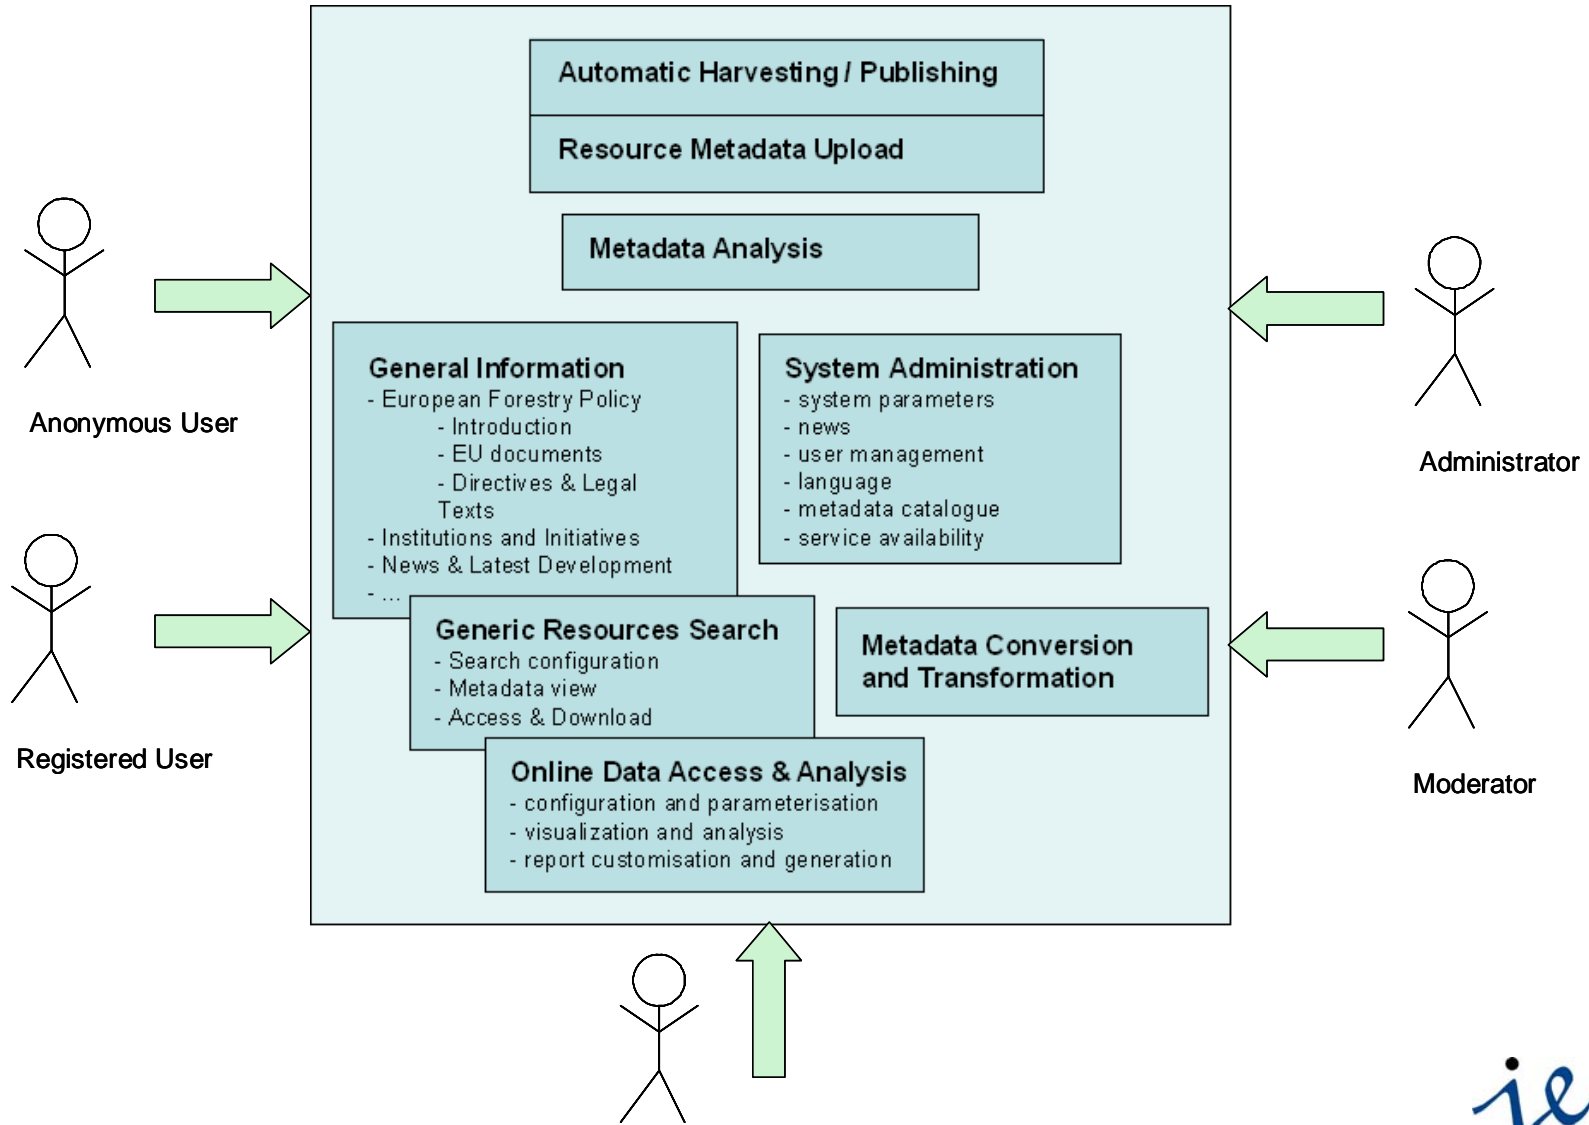 Automatic Harvesting / Publishing
Resource Metadata Upload
Metadata Analysis
General Information
- European Forestry Policy
- Introduction
- EU documents
- Directives & Legal
Texts
- Institutions and Initiatives
- News & Latest Development
- ...
System Administration
- system parameters
- news
- user management
- language
- metadata catalogue
- service availability
Generic Resources Search
- Search configuration
- Metadata view
- Access & Download
Metadata Conversion
and Transformation
Online Data Access & Analysis
- configuration and parameterisation
- visualization and analysis
- report customisation and generation
Anonymous User
Registered User
Administrator
Moderator